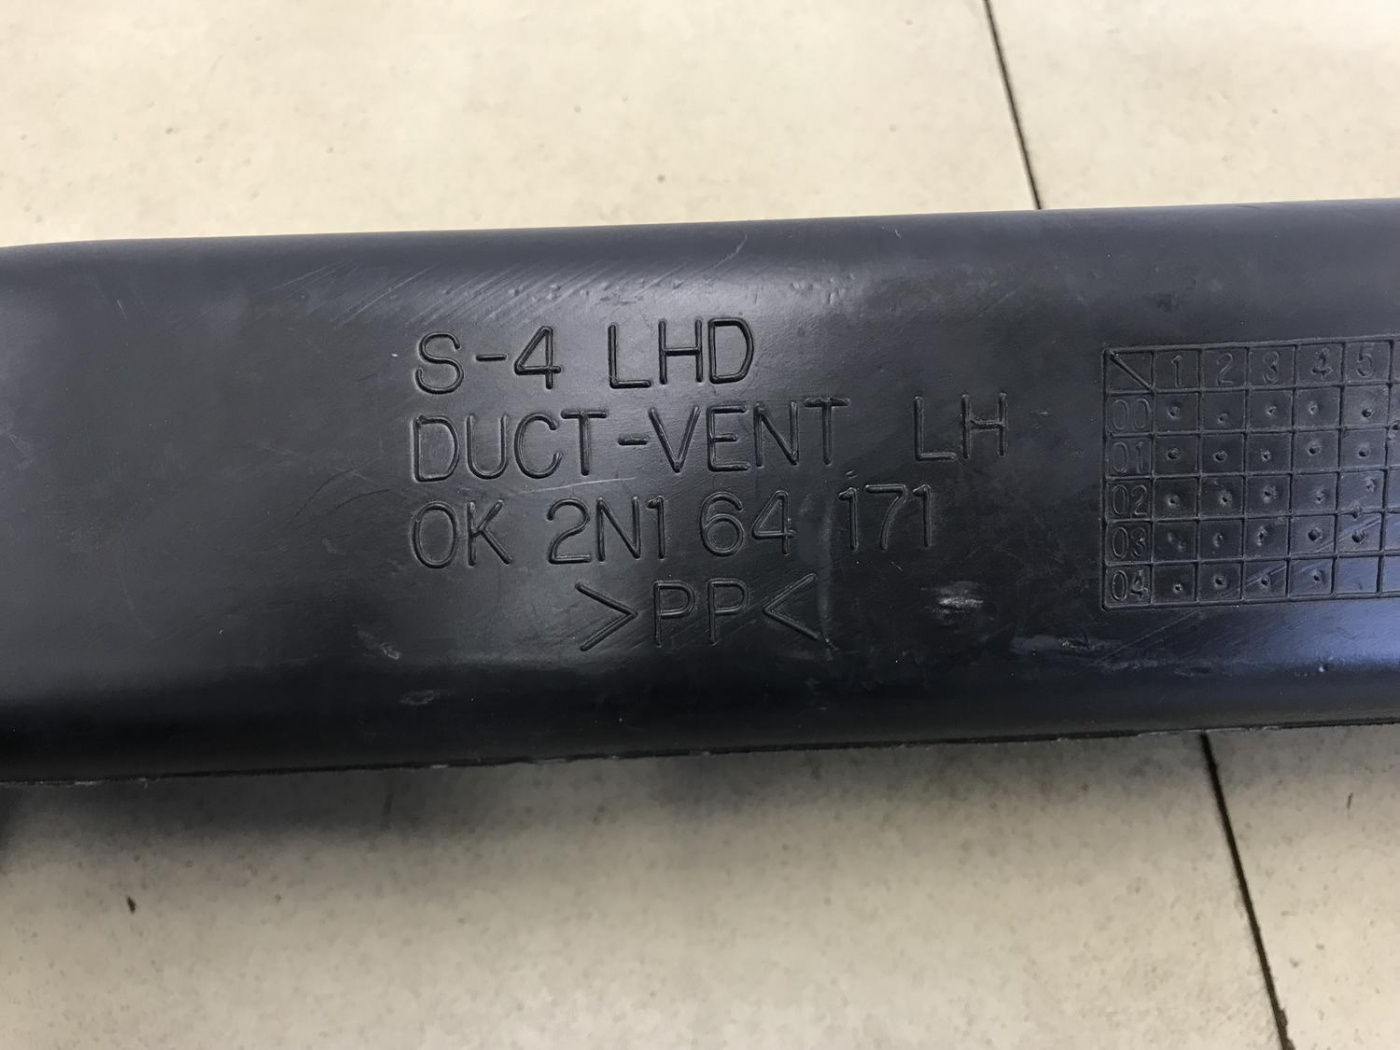 S-4 LHD
DUCT-VENT LH
OK 2N1 64 171
>PP<
1 2 3 4 5
00
01
02
03
04